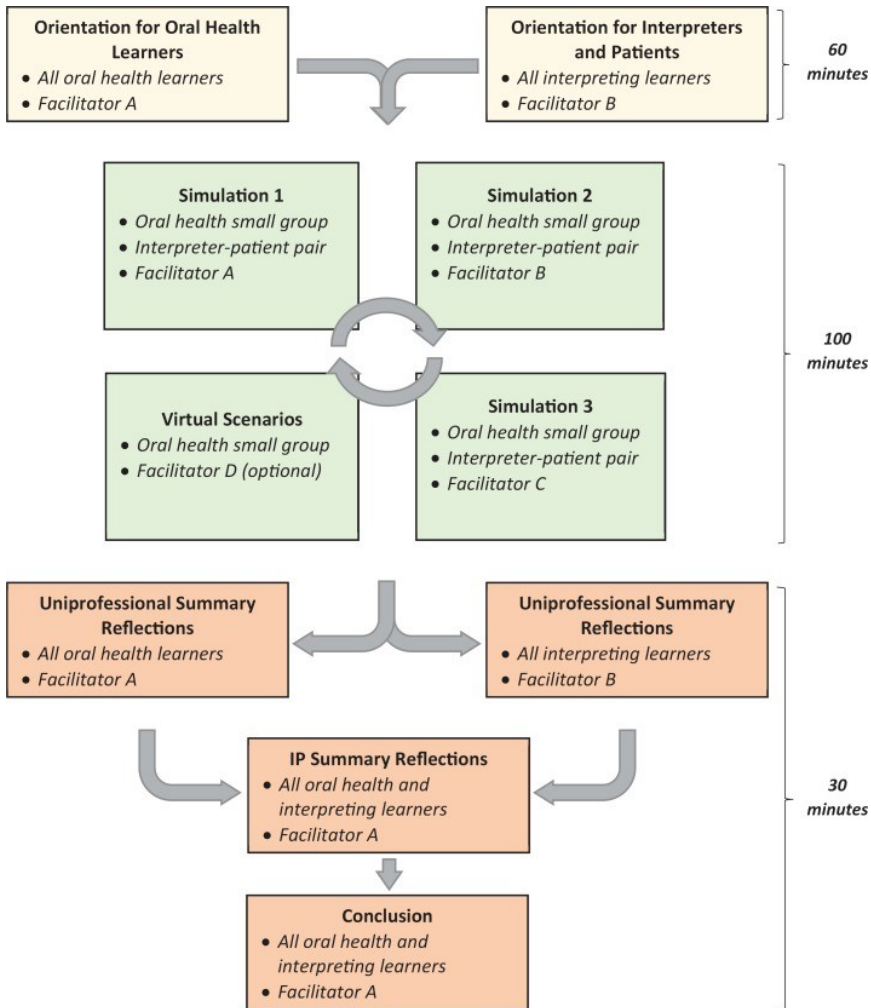 Orientation for Oral Health
Learners
• All oral health learners
• Facilitator A
Orientation for Interpreters
and Patients
• All interpreting learners
• Facilitator B
60
minutes
Simulation 1
• Oral health small group
• Interpreter-patient pair
• Facilitator A
Simulation 2
• Oral health small group
• Interpreter-patient pair
• Facilitator B
100
minutes
Virtual Scenarios
• Oral health small group
• Facilitator D (optional)
Simulation 3
• Oral health small group
• Interpreter-patient pair
• Facilitator C
Uniprofessional Summary
Reflections
• All oral health learners
• Facilitator A
Uniprofessional Summary
Reflections
• All interpreting learners
• Facilitator B
IP Summary Reflections
• All oral health and
interpreting learners
• Facilitator A
30
minutes
Conclusion
• All oral health and
interpreting learners
• Facilitator A